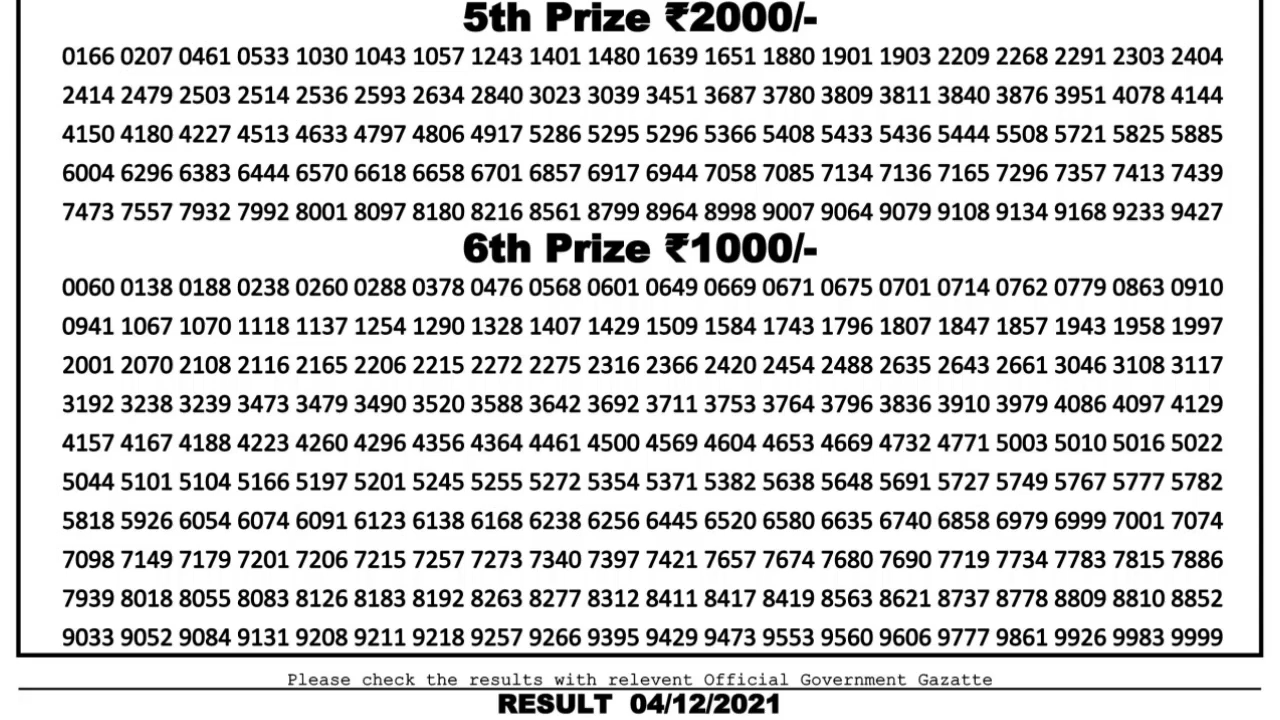 5th Prize ₹2000/-
0166 0207 0461 0533 1030 1043 1057 1243 1401 1480 1639 1651 1880 1901 1903 2209 2268 2291 2303 2404
2414 2479 2503 2514 2536 2593 2634 2840 3023 3039 3451 3687 3780 3809 3811 3840 3876 3951 4078 4144
4150 4180 4227 4513 4633 4797 4806 4917 5286 5295 5296 5366 5408 5433 5436 5444 5508 5721 5825 5885
6004 6296 6383 6444 6570 6618 6658 6701 6857 6917 6944 7058 7085 7134 7136 7165 7296 7357 7413 7439
7473 7557 7932 7992 8001 8097 8180 8216 8561 8799 8964 8998 9007 9064 9079 9108 9134 9168 9233 9427
6th Prize ₹1000/-
0060 0138 0188 0238 0260 0288 0378 0476 0568 0601 0649 0669 0671 0675 0701 0714 0762 0779 0863 0910
0941 1067 1070 1118 1137 1254 1290 1328 1407 1429 1509 1584 1743 1796 1807 1847 1857 1943 1958 1997
2001 2070 2108 2116 2165 2206 2215 2272 2275 2316 2366 2420 2454 2488 2635 2643 2661 3046 3108 3117
3192 3238 3239 3473 3479 3490 3520 3588 3642 3692 3711 3753 3764 3796 3836 3910 3979 4086 4097 4129
4157 4167 4188 4223 4260 4296 4356 4364 4461 4500 4569 4604 4653 4669 4732 4771 5003 5010 5016 5022
5044 5101 5104 5166 5197 5201 5245 5255 5272 5354 5371 5382 5638 5648 5691 5727 5749 5767 5777 5782
5818 5926 6054 6074 6091 6123 6138 6168 6238 6256 6445 6520 6580 6635 6740 6858 6979 6999 7001 7074
7098 7149 7179 7201 7206 7215 7257 7273 7340 7397 7421 7657 7674 7680 7690 7719 7734 7783 7815 7886
7939 8018 8055 8083 8126 8183 8192 8263 8277 8312 8411 8417 8419 8563 8621 8737 8778 8809 8810 8852
9033 9052 9084 9131 9208 9211 9218 9257 9266 9395 9429 9473 9553 9560 9606 9777 9861 9926 9983 9999
Please check the results with relevent Official Government Gazatte
RESULT 04/12/2021